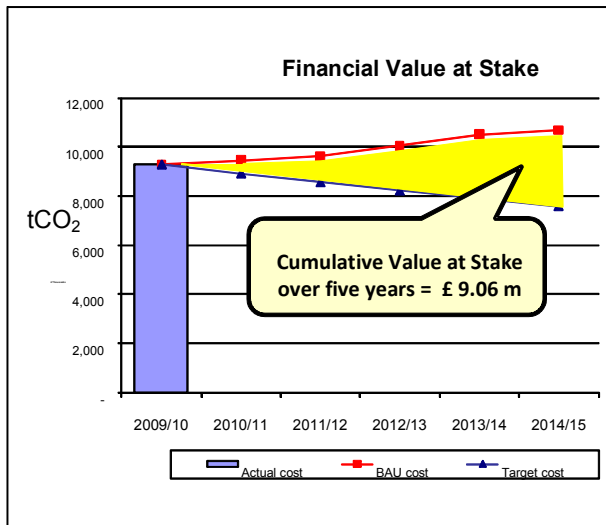 Financial Value at Stake
12,000
10,000
8,000
tCO₂
6,000
4,000
2,000
-
Cumulative Value at Stake
over five years = £ 9.06 m
2009/10 2010/11 2011/12 2012/13 2013/14 2014/15
Actual cost BAU cost Target cost